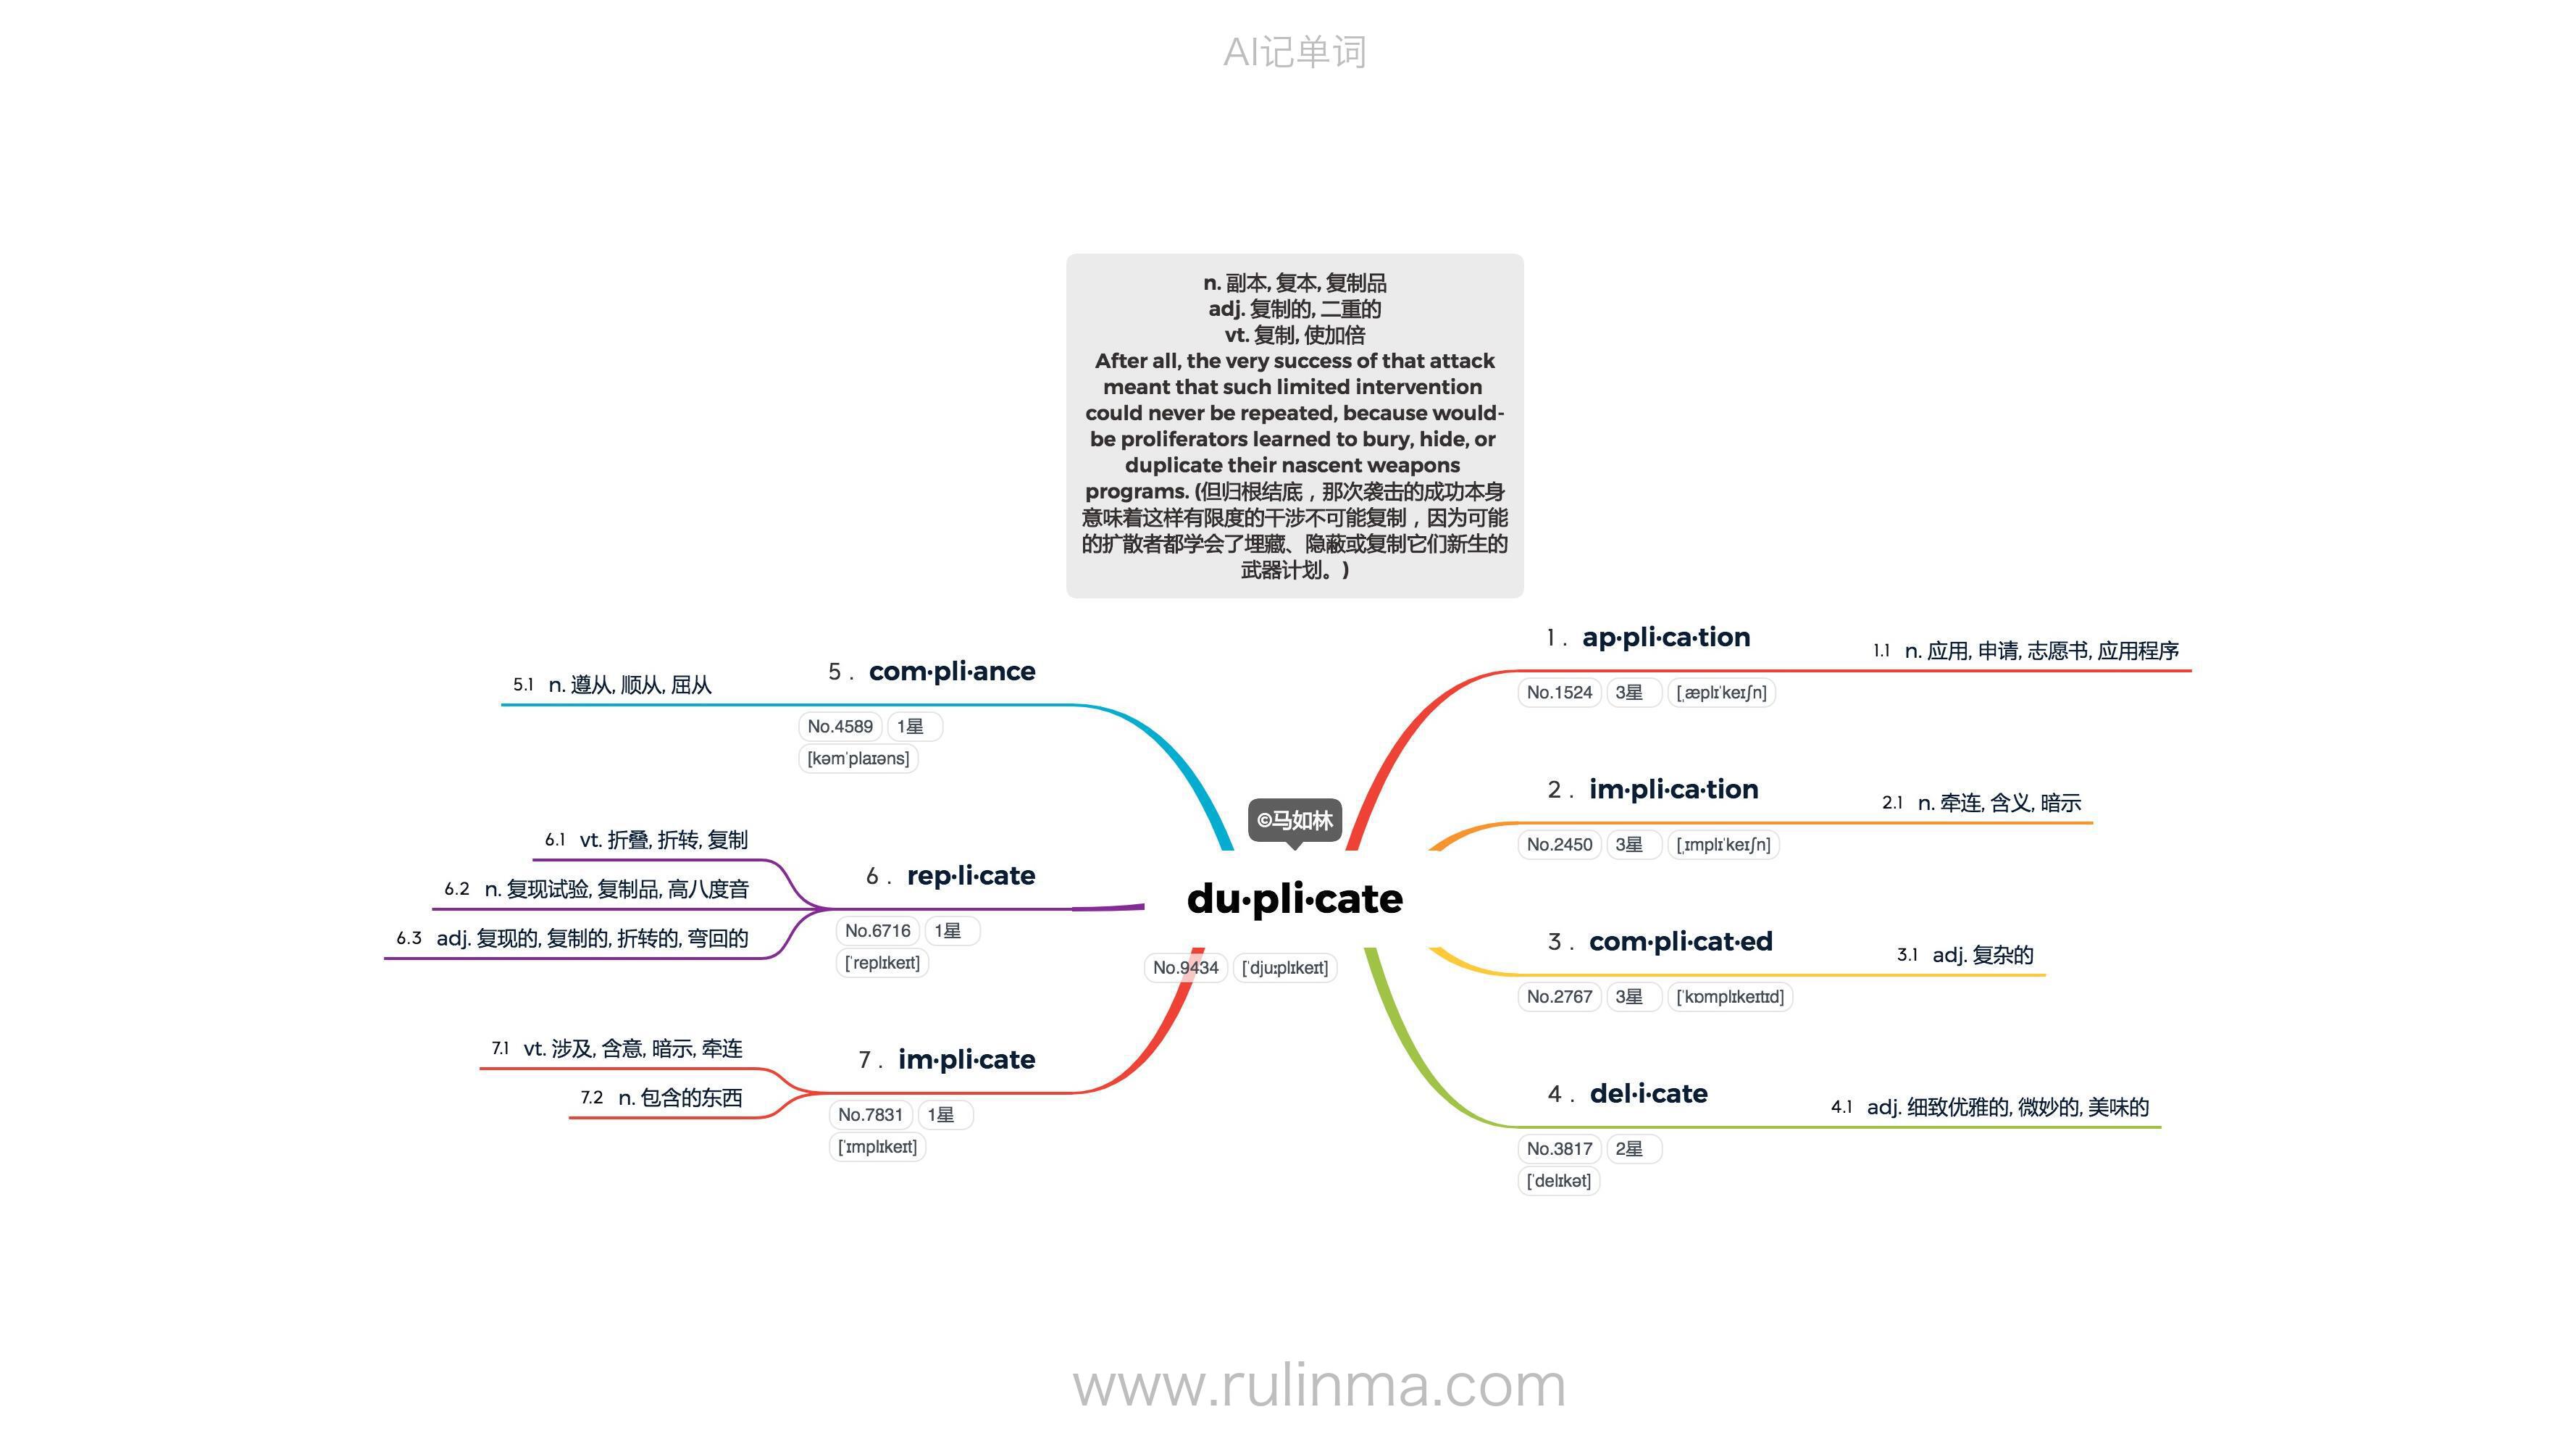 AI记单词
n. 副本, 复本, 复制品
adj. 复制的, 二重的
vt. 复制, 使加倍
After all, the very success of that attack
meant that such limited intervention
could never be repeated, because would-
be proliferators learned to bury, hide, or
duplicate their nascent weapons
programs. (但归根结底，那次袭击的成功本身
意味着这样有限度的干涉不可能复制，因为可能
的扩散者都学会了埋藏、隐蔽或复制它们新生的
武器计划。)
©马如林
du·pli·cate
No.9434 [ˈdjuːplɪkeɪt]
1 . ap·pli·ca·tion
No.1524 3星 [ˌæplɪˈkeɪʃn]
1.1 n. 应用, 申请, 志愿书, 应用程序
2 . im·pli·ca·tion
No.2450 3星 [ˌɪmplɪˈkeɪʃn]
2.1 n. 牵连, 含义, 暗示
3 . com·pli·cat·ed
No.2767 3星 [ˈkɒmplɪkeɪtɪd]
3.1 adj. 复杂的
4 . del·i·cate
No.3817 2星
[ˈdelɪkət]
4.1 adj. 细致优雅的, 微妙的, 美味的
5 . com·pli·ance
No.4589 1星
[kəmˈplaɪəns]
5.1 n. 遵从, 顺从, 屈从
6 . rep·li·cate
No.6716 1星
[ˈreplɪkeɪt]
6.1 vt. 折叠, 折转, 复制
6.2 n. 复现试验, 复制品, 高八度音
6.3 adj. 复现的, 复制的, 折转的, 弯回的
7 . im·pli·cate
No.7831 1星
[ˈɪmplɪkeɪt]
7.1 vt. 涉及, 含意, 暗示, 牵连
7.2 n. 包含的东西
www.rulinma.com